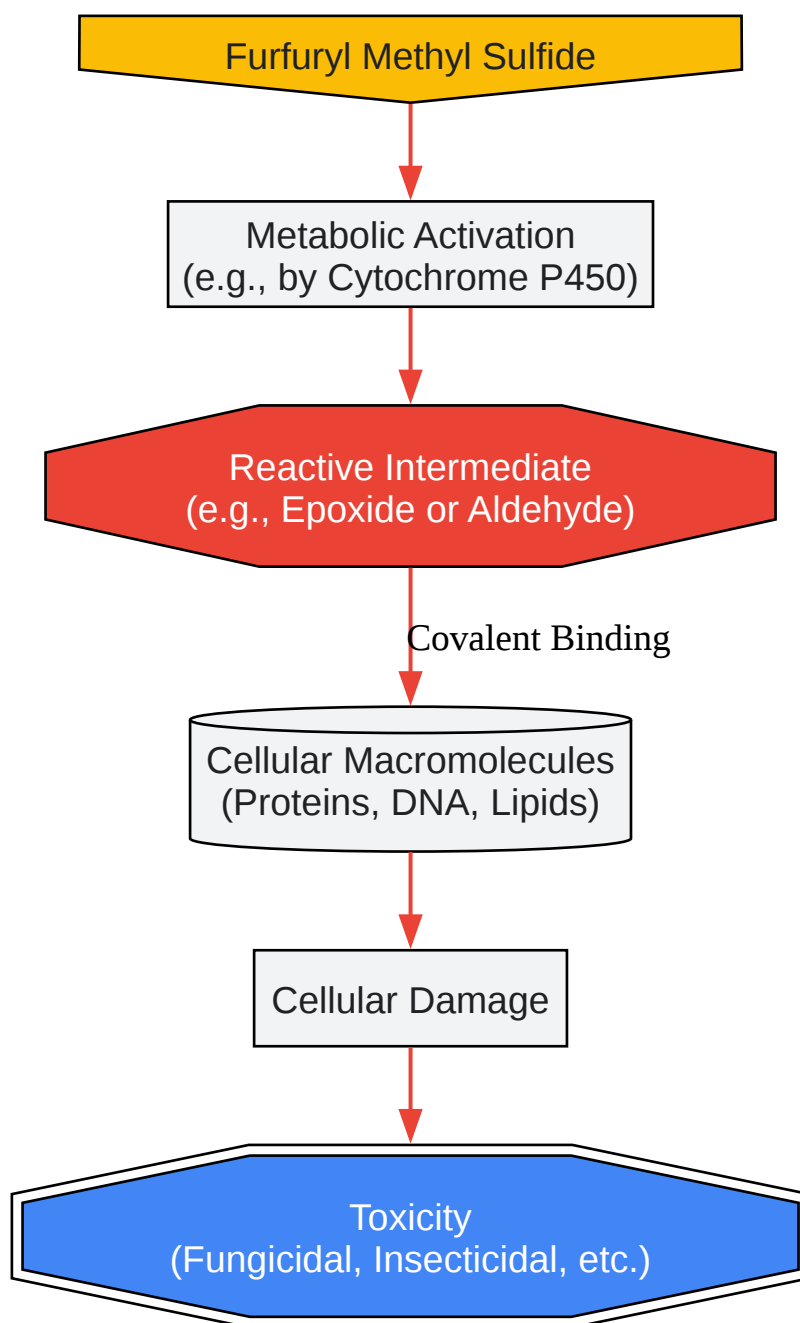 Furfuryl Methyl Sulfide
Metabolic Activation
(e.g., by Cytochrome P450)
Reactive Intermediate
(e.g., Epoxide or Aldehyde)
Covalent Binding
Cellular Macromolecules
(Proteins, DNA, Lipids)
Cellular Damage
Toxicity
(Fungicidal, Insecticidal, etc.)